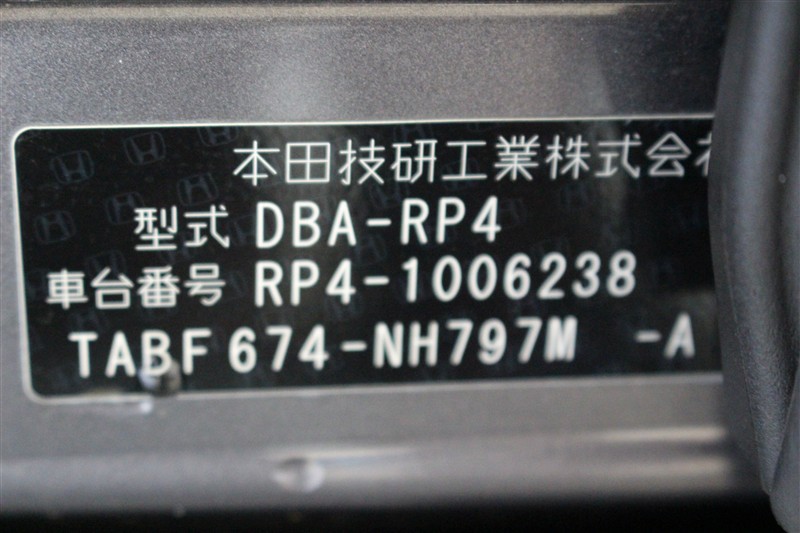 本田技研工業株式会
型式 DBA-RP4
車台番号 RP4-1006238
TABF674-NH797M -A